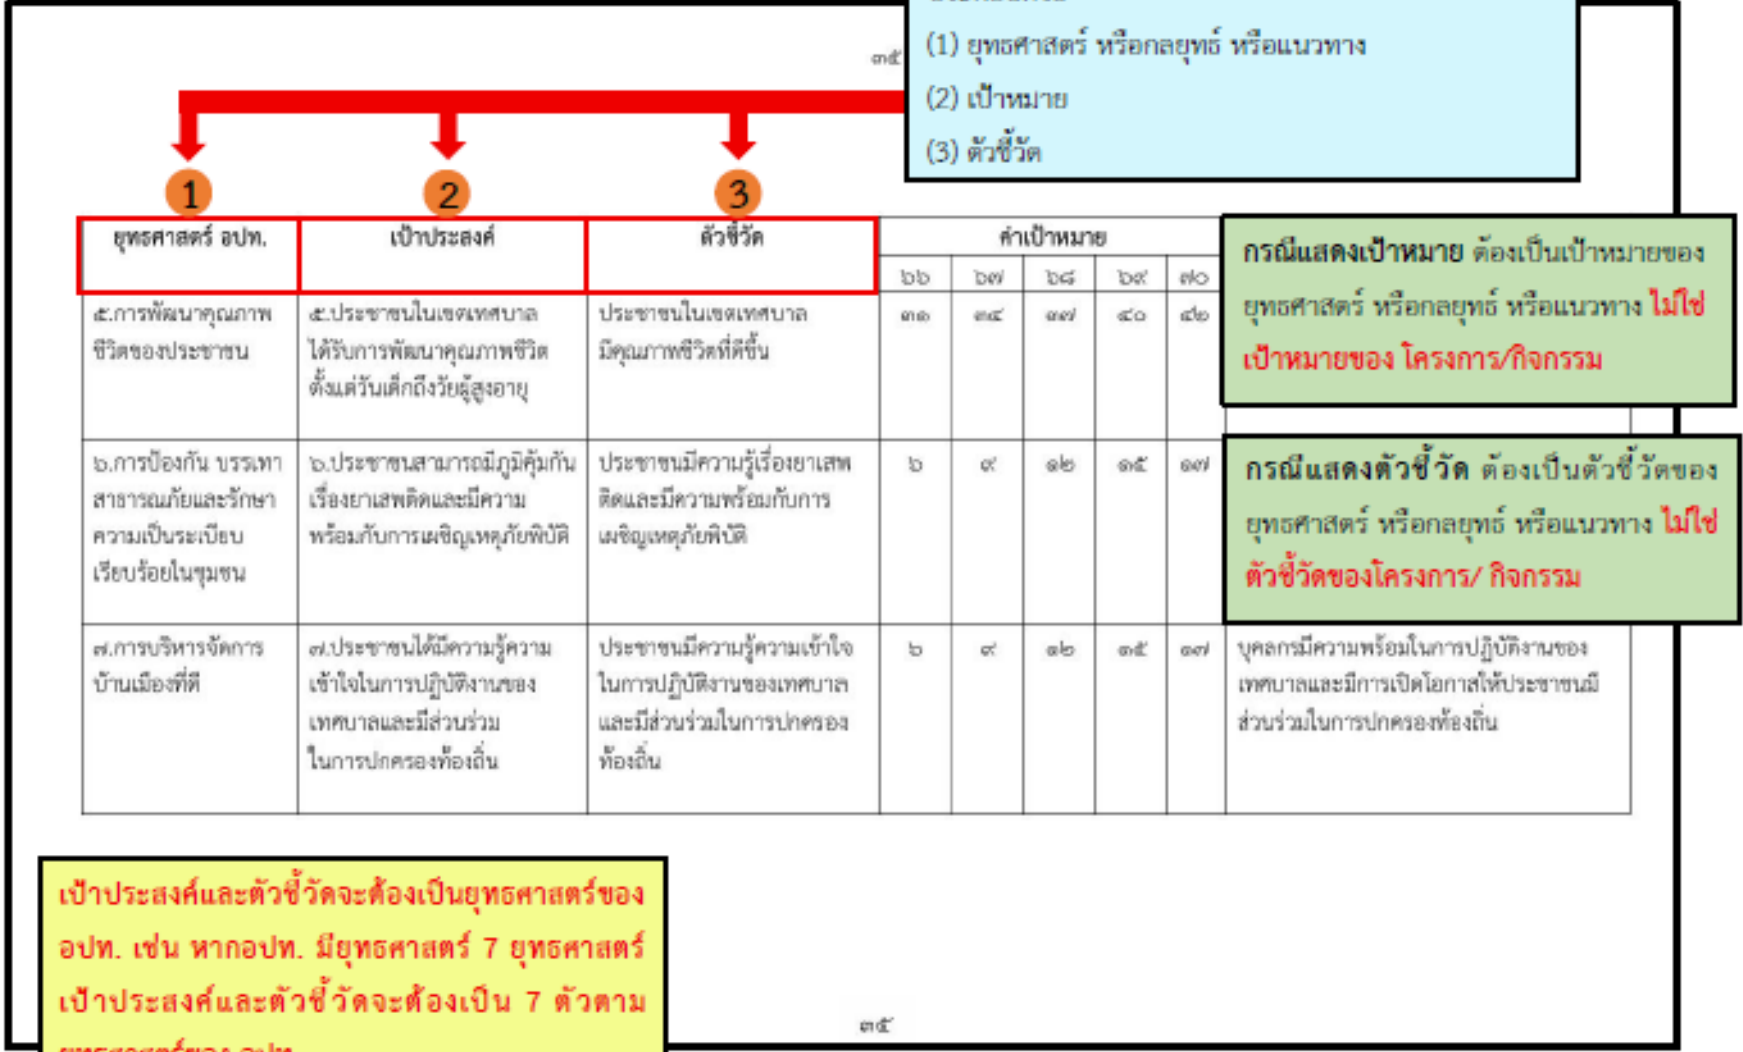 ๓๕
(1) ยุทธศาสตร์ หรือกลยุทธ์ หรือแนวทาง
(2) เป้าหมาย
(3) ตัวชี้วัด
1
2
3
ยุทธศาสตร์ อปท.
เป้าประสงค์
ตัวชี้วัด
ค่าเป้าหมาย
๖๖ ๖๗ ๖๘ ๖๙ ๗๐
๕.การพัฒนาคุณภาพ
ชีวิตของประชาชน
๕.ประชาชนในเขตเทศบาล
ได้รับการพัฒนาคุณภาพชีวิต
ตั้งแต่วันเด็กถึงวัยผู้สูงอายุ
ประชาชนในเขตเทศบาล
มีคุณภาพชีวิตที่ดีขึ้น
๓๑ ๓๔ ๓๗ ๔๐ ๔๒
กรณีแสดงเป้าหมาย ต้องเป็นเป้าหมายของ
ยุทธศาสตร์ หรือกลยุทธ์ หรือแนวทาง ไม่ใช่
เป้าหมายของ โครงการ/กิจกรรม
๖.การป้องกัน บรรเทา
สาธารณภัยและรักษา
ความเป็นระเบียบ
เรียบร้อยในชุมชน
๖.ประชาชนสามารถมีภูมิคุ้มกัน
เรื่องยาเสพติดและมีความ
พร้อมกับการเผชิญเหตุภัยพิบัติ
ประชาชนมีความรู้เรื่องยาเสพ
ติดและมีความพร้อมกับการ
เผชิญเหตุภัยพิบัติ
๖ ๙ ๑๒ ๑๕ ๑๗
กรณีแสดงตัวชี้วัด ต้องเป็นตัวชี้วัดของ
ยุทธศาสตร์ หรือกลยุทธ์ หรือแนวทาง ไม่ใช่
ตัวชี้วัดของโครงการ/ กิจกรรม
๗.การบริหารจัดการ
บ้านเมืองที่ดี
๗.ประชาชนได้มีความรู้ความ
เข้าใจในการปฏิบัติงานของ
เทศบาลและมีส่วนร่วม
ในการปกครองท้องถิ่น
ประชาชนมีความรู้ความเข้าใจ
ในการปฏิบัติงานของเทศบาล
และมีส่วนร่วมในการปกครอง
ท้องถิ่น
๖ ๙ ๑๒ ๑๕ ๑๗
บุคลกรมีความพร้อมในการปฏิบัติงานของ
เทศบาลและมีการเปิดโอกาสให้ประชาชนมี
ส่วนร่วมในการปกครองท้องถิ่น
เป้าประสงค์และตัวชี้วัดจะต้องเป็นยุทธศาสตร์ของ
อปท. เช่น หากอปท. มียุทธศาสตร์ 7 ยุทธศาสตร์
เป้าประสงค์และตัวชี้วัดจะต้องเป็น 7 ตัวตาม
๓๕